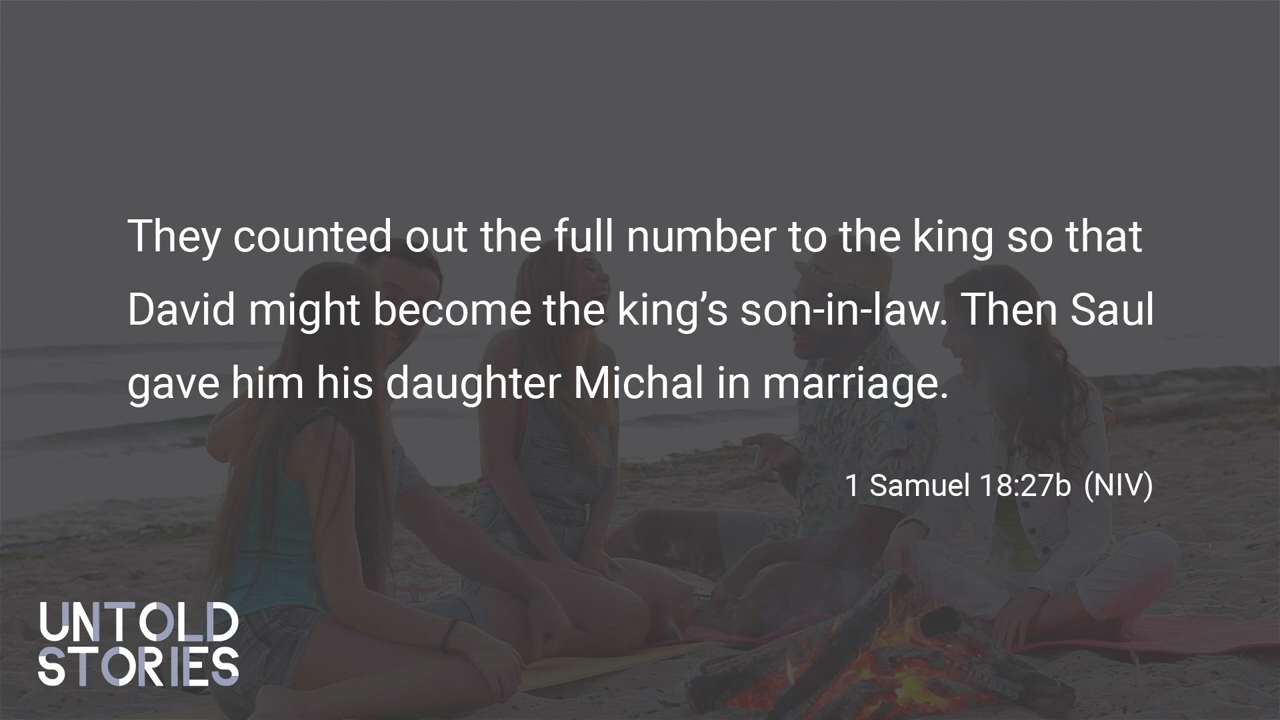 They counted out the full number to the king so that
David might become the king’s son-in-law. Then Saul
gave him his daughter Michal in marriage.
1 Samuel 18:27b (NIV)
UNTOLD
STORIES